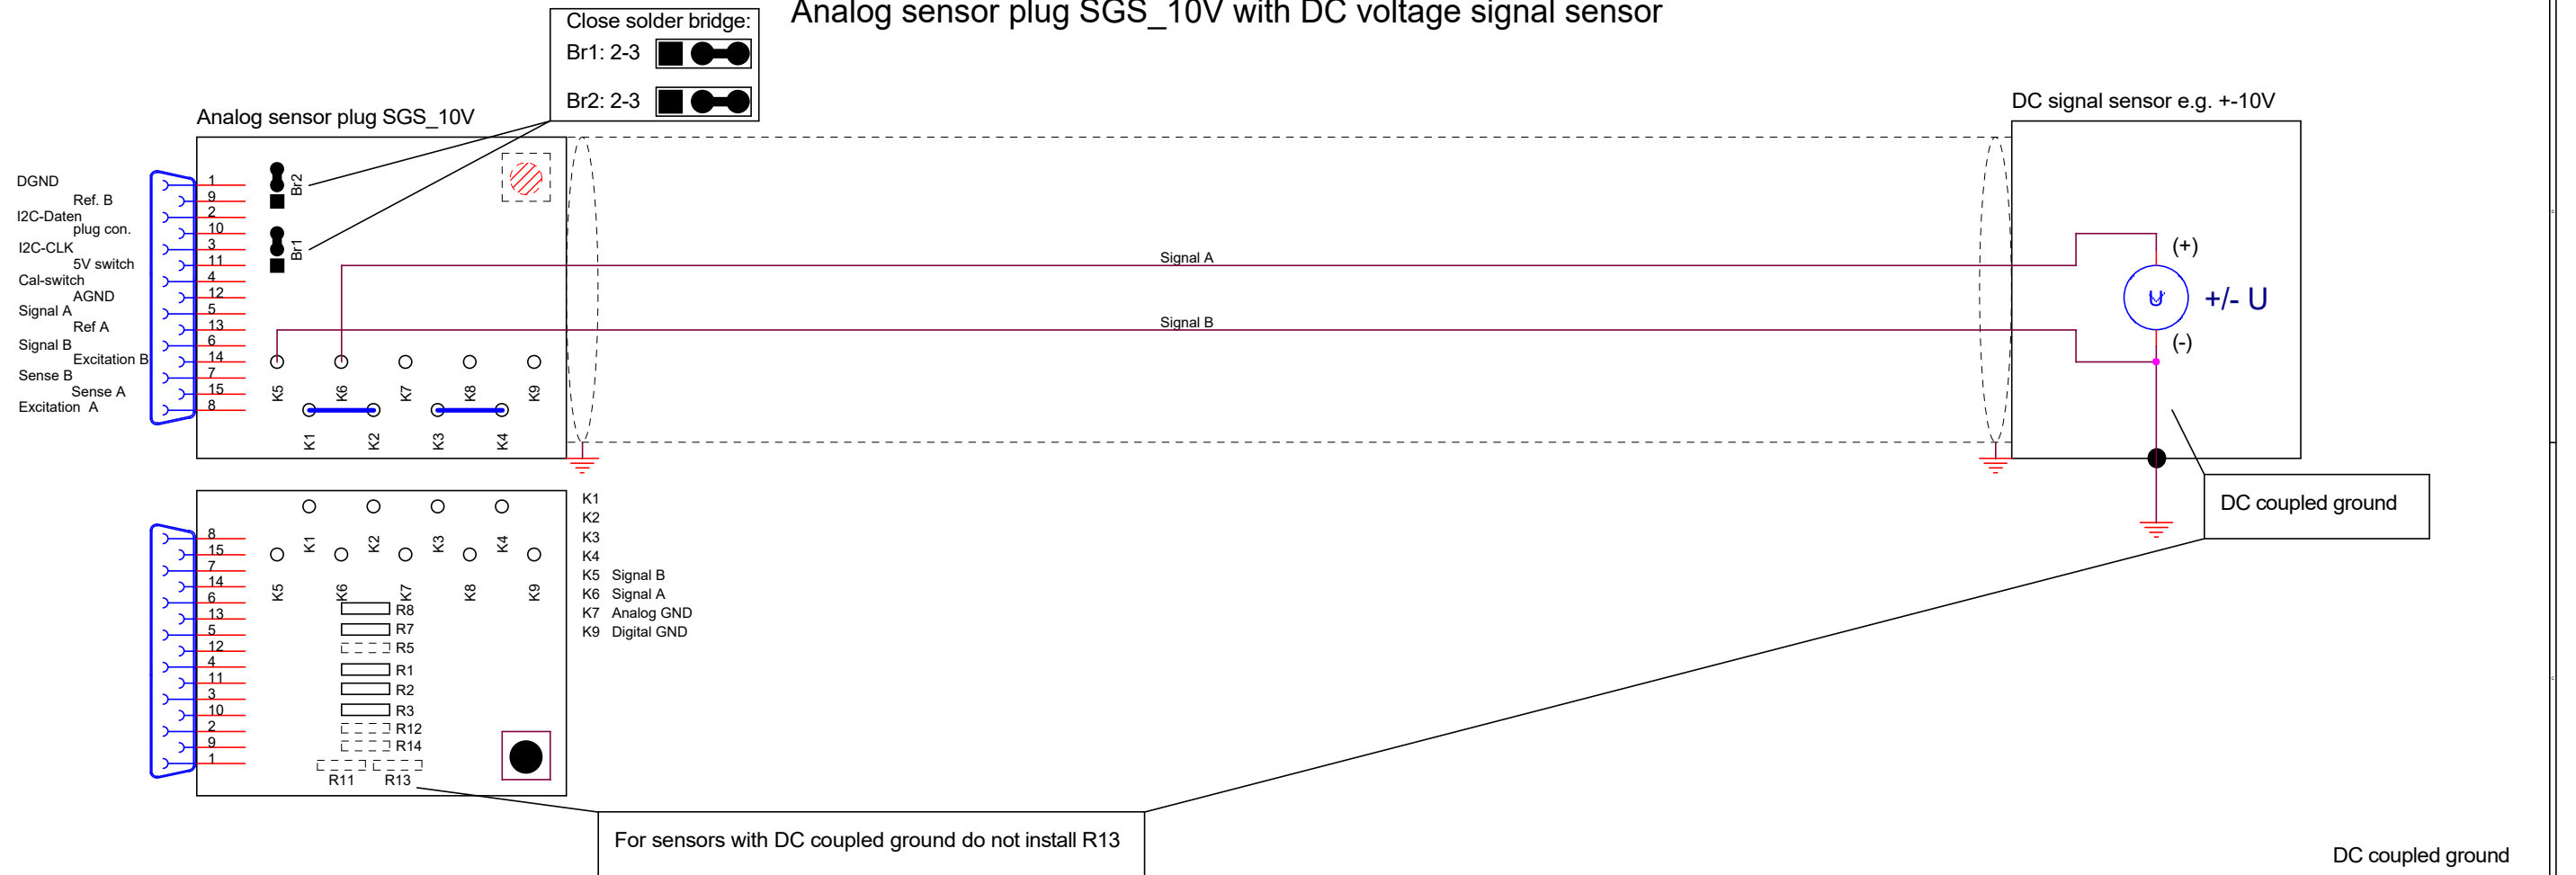 Analog sensor plug SGS_10V with DC voltage signal sensor
Close solder bridge:
Br1: 2-3
Br2: 2-3
Analog sensor plug SGS_10V
DC signal sensor e.g. +-10V
DGND
Ref. B
I2C-Daten
plug con.
I2C-CLK
5V switch
Cal-switch
AGND
Signal A
Ref A
Signal B
Excitation B
Sense B
Sense A
Excitation A
1
9
2
10
3
11
4
12
5
13
6
14
7
15
8
Br2
Br1
K5
K6
K7
K8
K9
K1
K2
K3
K4
Signal A
Signal B
(+)
U
+/- U
(-)
DC coupled ground
8
15
7
14
6
13
5
12
4
11
3
10
2
9
1
K1
K2
K3
K4
K5
K6
K7
K8
K9
R8
R7
R5
R1
R2
R3
R12
R14
R11
R13
K1
K2
K3
K4
K5 Signal B
K6 Signal A
K7 Analog GND
K9 Digital GND
For sensors with DC coupled ground do not install R13
DC coupled ground